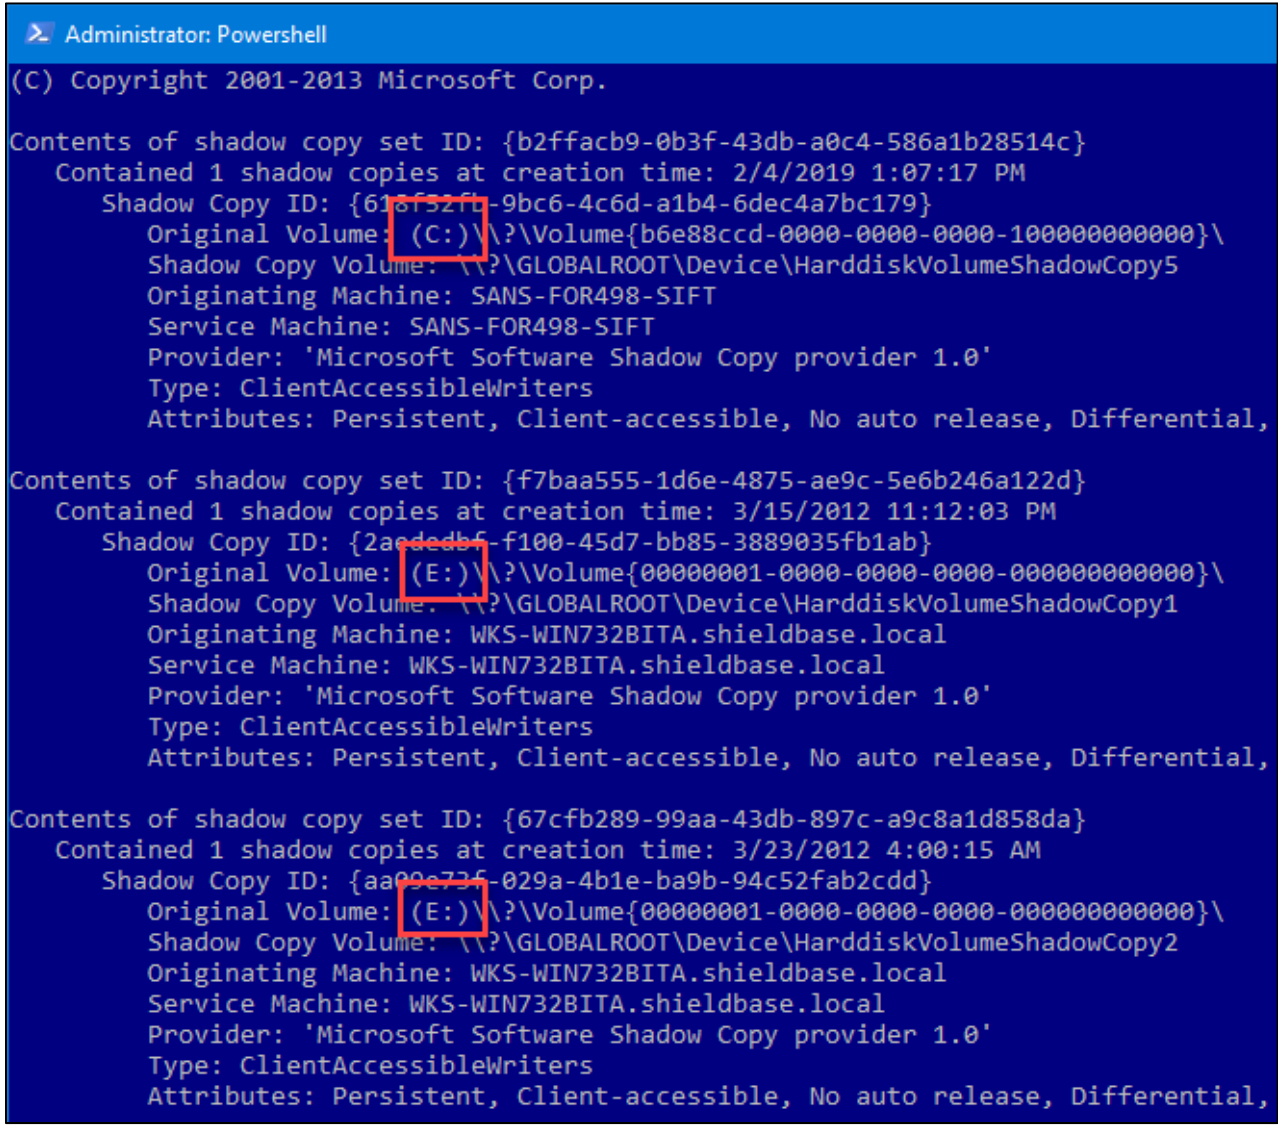 Administrator: Powershell
(C) Copyright 2001-2013 Microsoft Corp.
Contents of shadow copy set ID: {b2ffacb9-0b3f-43db-a0c4-586a1b28514c}
Contained 1 shadow copies at creation time: 2/4/2019 1:07:17 PM
Shadow Copy ID: {618f52fb-9bc6-4c6d-a1b4-6dec4a7bc179}
Original Volume: (C:)\\?\Volume{b6e88ccd-0000-0000-0000-100000000000}\
Shadow Copy Volume: \\?\GLOBALROOT\Device\HarddiskVolumeShadowCopy5
Originating Machine: SANS-FOR498-SIFT
Service Machine: SANS-FOR498-SIFT
Provider: 'Microsoft Software Shadow Copy provider 1.0'
Type: ClientAccessibleWriters
Attributes: Persistent, Client-accessible, No auto release, Differential,
Contents of shadow copy set ID: {f7baa555-1d6e-4875-ae9c-5e6b246a122d}
Contained 1 shadow copies at creation time: 3/15/2012 11:12:03 PM
Shadow Copy ID: {2aededbf-f100-45d7-bb85-3889035fb1ab}
Original Volume: (E:)\\?\Volume{00000001-0000-0000-0000-000000000000}\
Shadow Copy Volume: \\?\GLOBALROOT\Device\HarddiskVolumeShadowCopy1
Originating Machine: WKS-WIN732BITA.shieldbase.local
Service Machine: WKS-WIN732BITA.shieldbase.local
Provider: 'Microsoft Software Shadow Copy provider 1.0'
Type: ClientAccessibleWriters
Attributes: Persistent, Client-accessible, No auto release, Differential,
Contents of shadow copy set ID: {67cfb289-99aa-43db-897c-a9c8a1d858da}
Contained 1 shadow copies at creation time: 3/23/2012 4:00:15 AM
Shadow Copy ID: {aa09e73f-029a-4b1e-ba9b-94c52fab2cdd}
Original Volume: (E:)\\?\Volume{00000001-0000-0000-0000-000000000000}\
Shadow Copy Volume: \\?\GLOBALROOT\Device\HarddiskVolumeShadowCopy2
Originating Machine: WKS-WIN732BITA.shieldbase.local
Service Machine: WKS-WIN732BITA.shieldbase.local
Provider: 'Microsoft Software Shadow Copy provider 1.0'
Type: ClientAccessibleWriters
Attributes: Persistent, Client-accessible, No auto release, Differential,